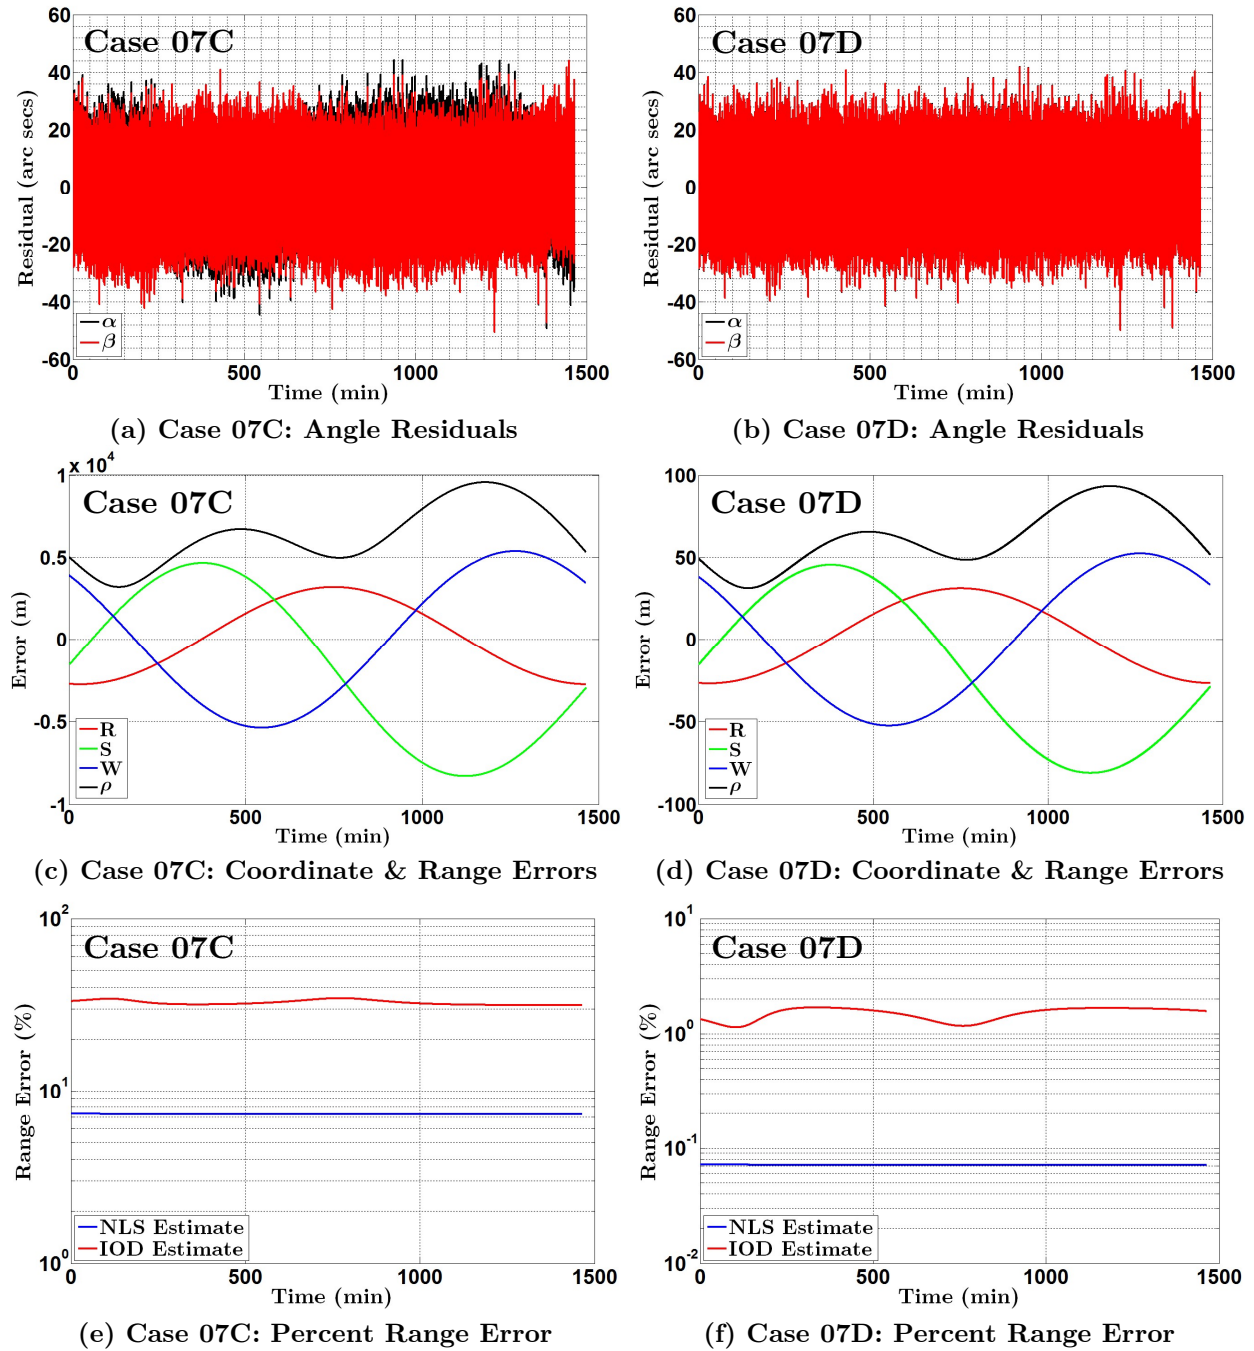 Case 07C
60
40
20
0
-20
-40
-60
Residual (arc secs)
α
β
0
500
1000
1500
Time (min)
(a) Case 07C: Angle Residuals
Case 07D
60
40
20
0
-20
-40
-60
Residual (arc secs)
α
β
0
500
1000
1500
Time (min)
(b) Case 07D: Angle Residuals
x 10^4
Case 07C
1
0.5
0
-0.5
-1
Error (m)
R
S
W
ρ
0
500
1000
1500
Time (min)
(c) Case 07C: Coordinate & Range Errors
Case 07D
100
50
0
-50
-100
Error (m)
R
S
W
ρ
0
500
1000
1500
Time (min)
(d) Case 07D: Coordinate & Range Errors
Case 07C
10^2
10^1
10^0
Range Error (%)
NLS Estimate
IOD Estimate
0
500
1000
1500
Time (min)
(e) Case 07C: Percent Range Error
Case 07D
10^1
10^0
10^-1
10^-2
Range Error (%)
NLS Estimate
IOD Estimate
0
500
1000
1500
Time (min)
(f) Case 07D: Percent Range Error